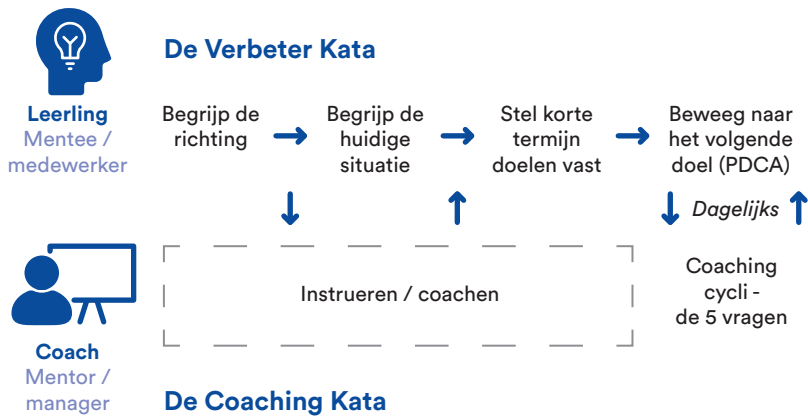 De Verbeter Kata
Leerling
Mentee /
medewerker
Begrijp de
richting
Begrijp de
huidige
situatie
Stel korte
termijn
doelen vast
Beweeg naar
het volgende
doel (PDCA)
Dagelijks
Instrueren / coachen
Coaching
cycli -
de 5 vragen
Coach
Mentor /
manager
De Coaching Kata